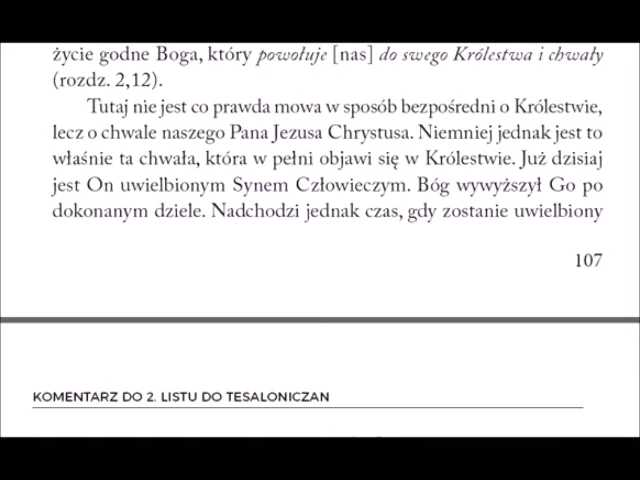 życie godne Boga, który powołuje [nas] do swego Królestwa i chwały
(rozdz. 2,12).
Tutaj nie jest co prawda mowa w sposób bezpośredni o Królestwie,
lecz o chwale naszego Pana Jezusa Chrystusa. Niemniej jednak jest to
właśnie ta chwała, która w pełni objawi się w Królestwie. Już dzisiaj
jest On uwielbionym Synem Człowieczym. Bóg wywyższył Go po
dokonanym dziele. Nadchodzi jednak czas, gdy zostanie uwielbiony
107
KOMENTARZ DO 2. LISTU DO TESALONICZAN